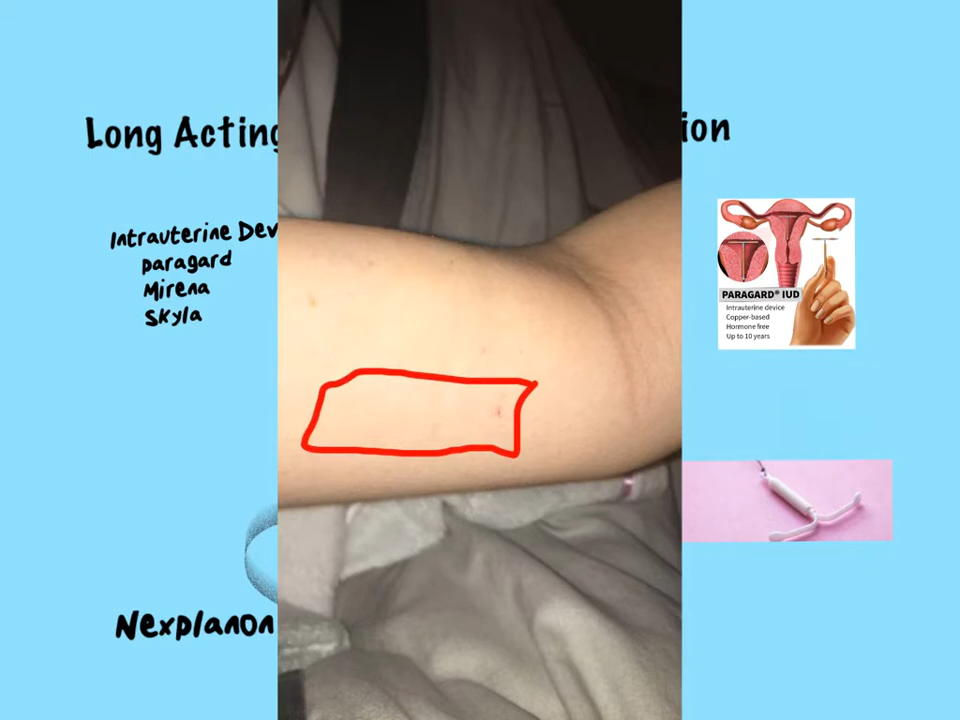 Long Acting
ion
Intrauterine Dev
paragard
Mirena
Skyla
PARAGARD® IUD
Intrauterine device
Copper-based
Hormone free
Up to 10 years
Nexplanon